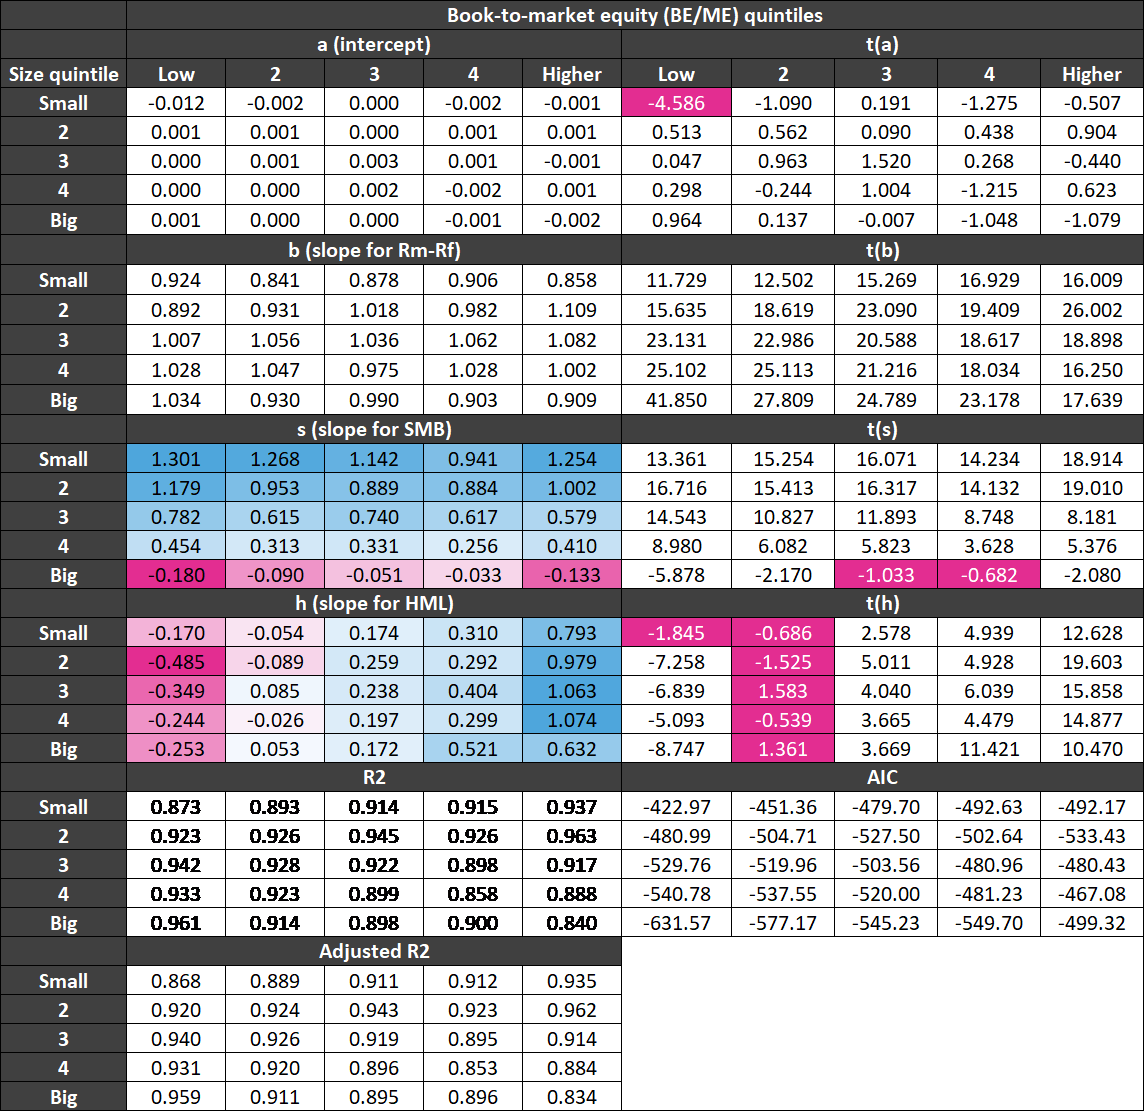 Book-to-market equity (BE/ME) quintiles
a (intercept) t(a)
Size quintile Low 2 3 4 Higher Low 2 3 4 Higher
Small -0.012 -0.002 0.000 -0.002 -0.001 -4.586 -1.090 0.191 -1.275 -0.507
2 0.001 0.001 0.000 0.001 0.001 0.513 0.562 0.090 0.438 0.904
3 0.000 0.001 0.003 0.001 -0.001 0.047 0.963 1.520 0.268 -0.440
4 0.000 0.000 0.002 -0.002 0.001 0.298 -0.244 1.004 -1.215 0.623
Big 0.001 0.000 0.000 -0.001 -0.002 0.964 0.137 -0.007 -1.048 -1.079
b (slope for Rm-Rf) t(b)
Small 0.924 0.841 0.878 0.906 0.858 11.729 12.502 15.269 16.929 16.009
2 0.892 0.931 1.018 0.982 1.109 15.635 18.619 23.090 19.409 26.002
3 1.007 1.056 1.036 1.062 1.082 23.131 22.986 20.588 18.617 18.898
4 1.028 1.047 0.975 1.028 1.002 25.102 25.113 21.216 18.034 16.250
Big 1.034 0.930 0.990 0.903 0.909 41.850 27.809 24.789 23.178 17.639
s (slope for SMB) t(s)
Small 1.301 1.268 1.142 0.941 1.254 13.361 15.254 16.071 14.234 18.914
2 1.179 0.953 0.889 0.884 1.002 16.716 15.413 16.317 14.132 19.010
3 0.782 0.615 0.740 0.617 0.579 14.543 10.827 11.893 8.748 8.181
4 0.454 0.313 0.331 0.256 0.410 8.980 6.082 5.823 3.628 5.376
Big -0.180 -0.090 -0.051 -0.033 -0.133 -5.878 -2.170 -1.033 -0.682 -2.080
h (slope for HML) t(h)
Small -0.170 -0.054 0.174 0.310 0.793 -1.845 -0.686 2.578 4.939 12.628
2 -0.485 -0.089 0.259 0.292 0.979 -7.258 -1.525 5.011 4.928 19.603
3 -0.349 0.085 0.238 0.404 1.063 -6.839 1.583 4.040 6.039 15.858
4 -0.244 -0.026 0.197 0.299 1.074 -5.093 -0.539 3.665 4.479 14.877
Big -0.253 0.053 0.172 0.521 0.632 -8.747 1.361 3.669 11.421 10.470
R2 AIC
Small 0.873 0.893 0.914 0.915 0.937 -422.97 -451.36 -479.70 -492.63 -492.17
2 0.923 0.926 0.945 0.926 0.963 -480.99 -504.71 -527.50 -502.64 -533.43
3 0.942 0.928 0.922 0.898 0.917 -529.76 -519.96 -503.56 -480.96 -480.43
4 0.933 0.923 0.899 0.858 0.888 -540.78 -537.55 -520.00 -481.23 -467.08
Big 0.961 0.914 0.898 0.900 0.840 -631.57 -577.17 -545.23 -549.70 -499.32
Adjusted R2
Small 0.868 0.889 0.911 0.912 0.935
2 0.920 0.924 0.943 0.923 0.962
3 0.940 0.926 0.919 0.895 0.914
4 0.931 0.920 0.896 0.853 0.884
Big 0.959 0.911 0.895 0.896 0.834